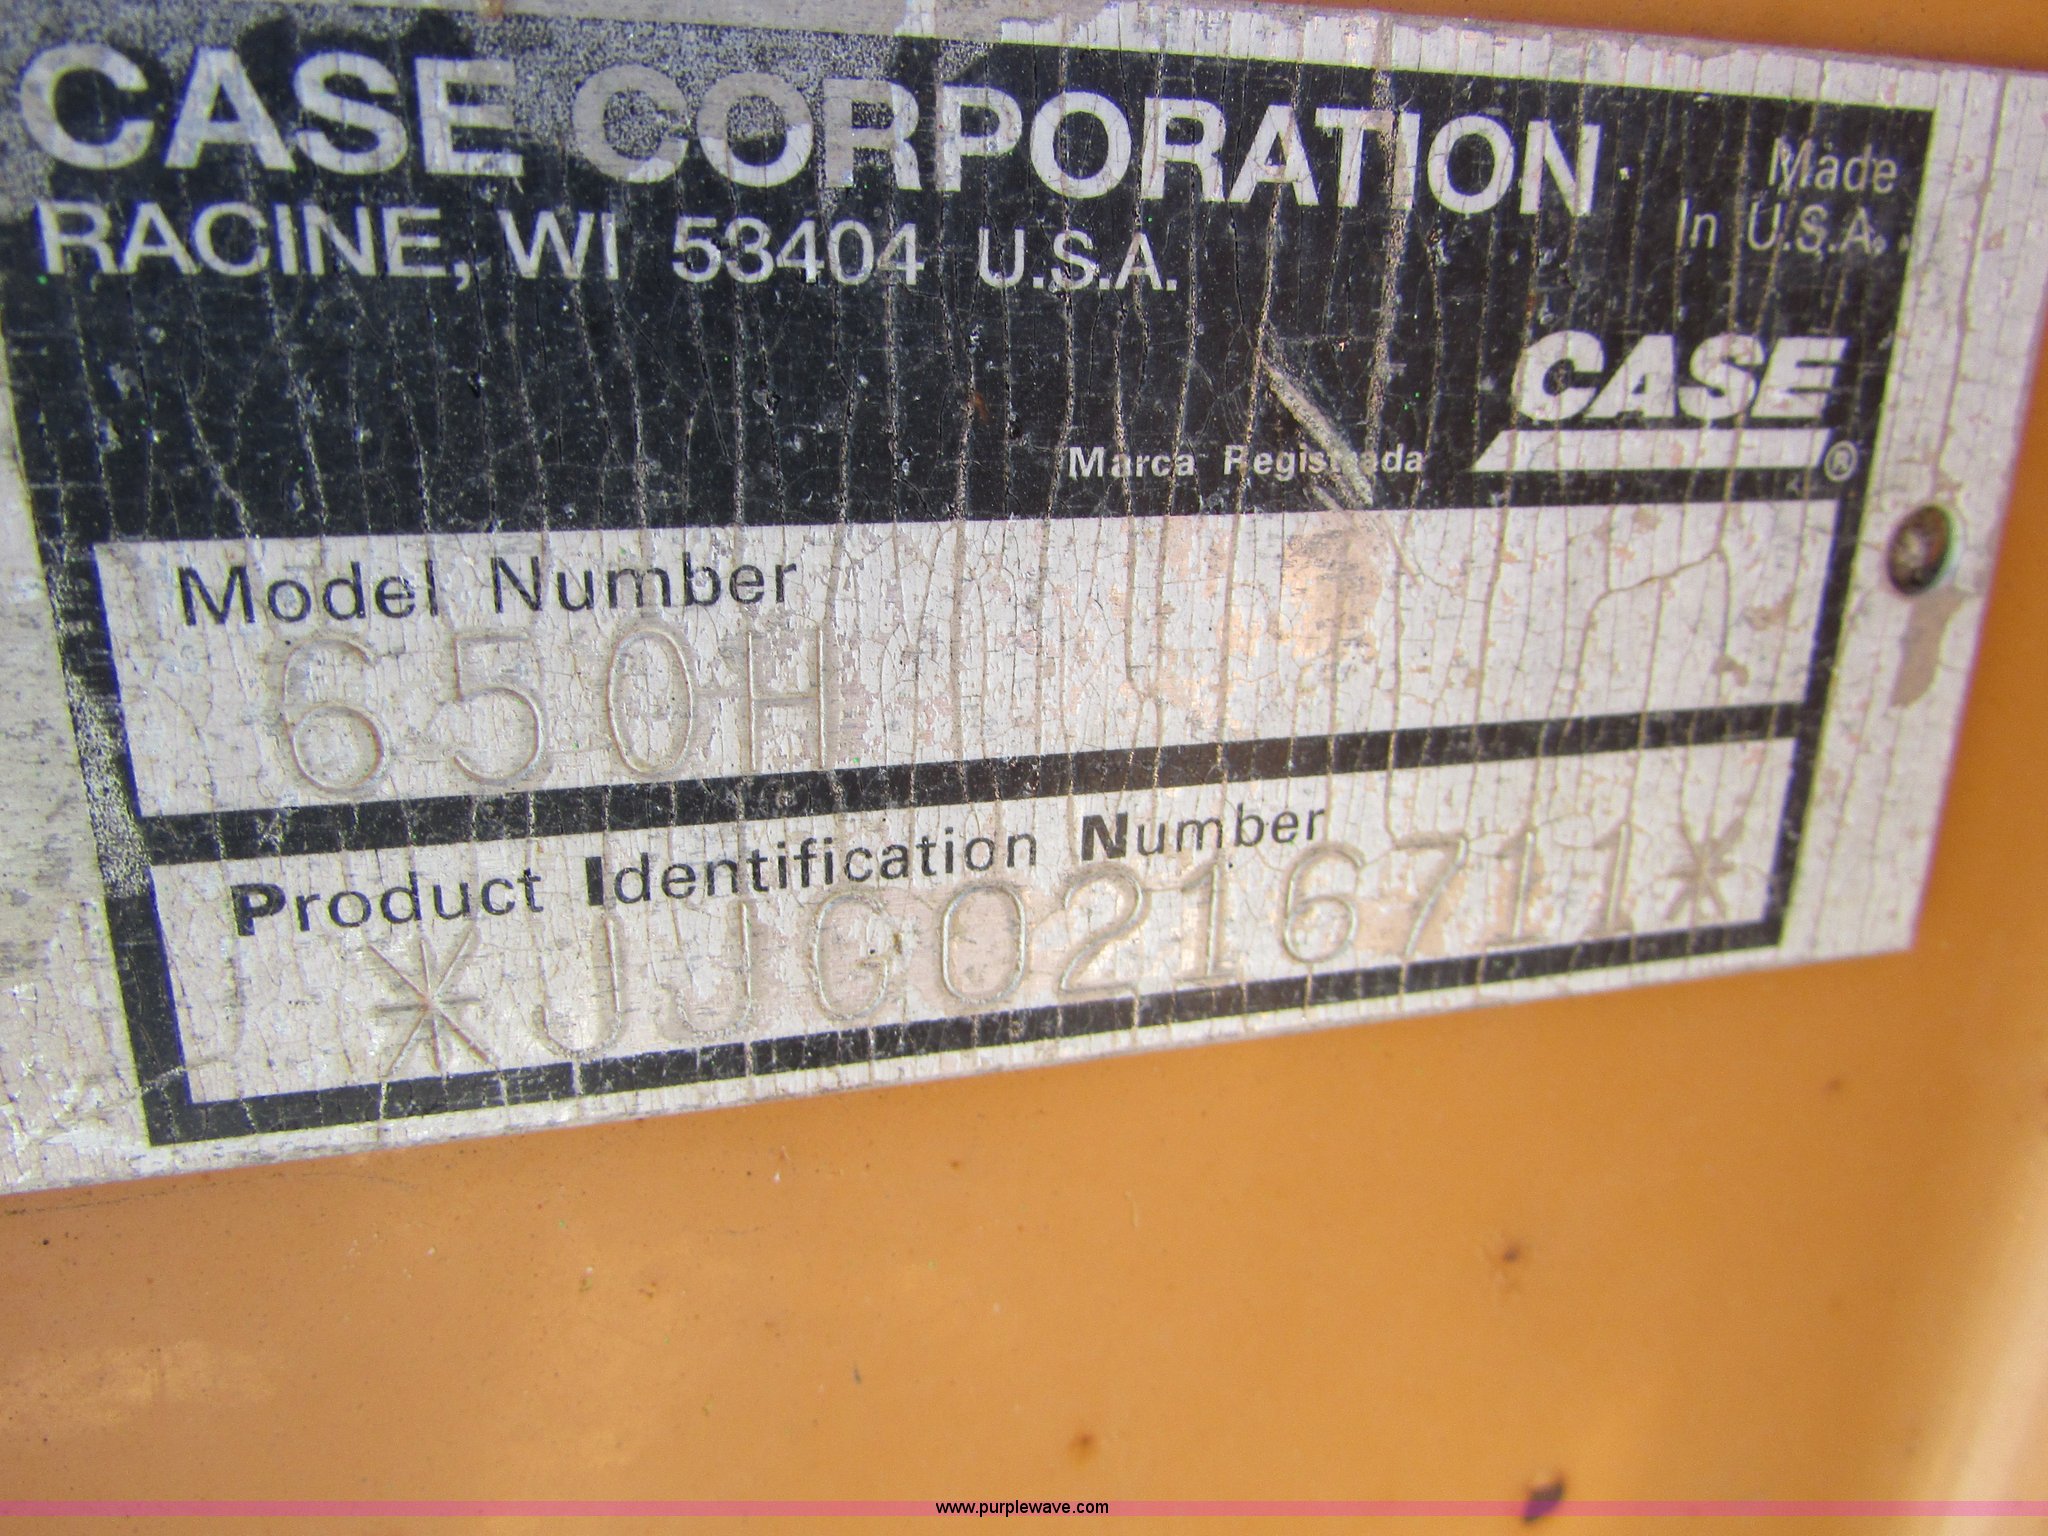 CASE CORPORATION
RACINE, WI 53404 U.S.A.
Made
In U.S.A.
CASE
Marca Registrada ®
Model Number
650H
Product Identification Number
*JJG0216711*
www.purplewave.com